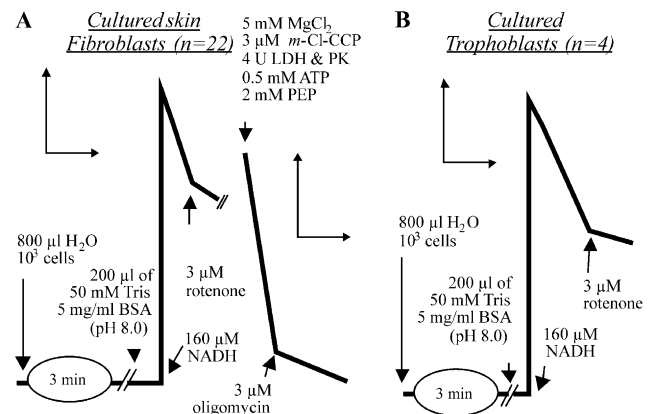 A
Cultured skin
Fibroblasts (n=22)
5 mM MgCl₂
3 µM m-Cl-CCP
4 U LDH & PK
0.5 mM ATP
2 mM PEP
800 µl H₂O
10³ cells
200 µl of
50 mM Tris
5 mg/ml BSA
(pH 8.0)
3 µM
rotenone
160 µM
NADH
3 min
3 µM
oligomycin
B
Cultured
Trophoblasts (n=4)
800 µl H₂O
10³ cells
200 µl of
50 mM Tris
5 mg/ml BSA
(pH 8.0)
3 µM
rotenone
160 µM
NADH
3 min